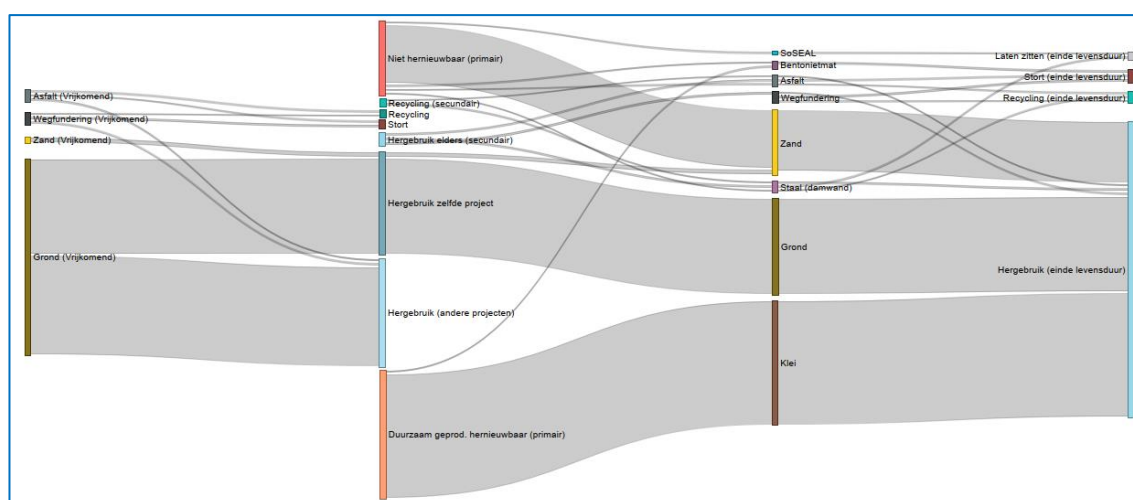 Asfalt (Vrijkomend)
Wegfundering (Vrijkomend)
Zand (Vrijkomend)
Grond (Vrijkomend)
Niet hernieuwbaar (primair)
Recycling (secundair)
Recycling
Stort
Hergebruik elders (secundair)
Hergebruik zelfde project
Hergebruik (andere projecten)
Duurzaam geprod. hernieuwbaar (primair)
SoSEAL
Bentonietmat
Asfalt
Wegfundering
Zand
Staal (damwand)
Grond
Klei
Laten zitten (einde levensduur)
Stort (einde levensduur)
Recycling (einde levensduur)
Hergebruik (einde levensduur)